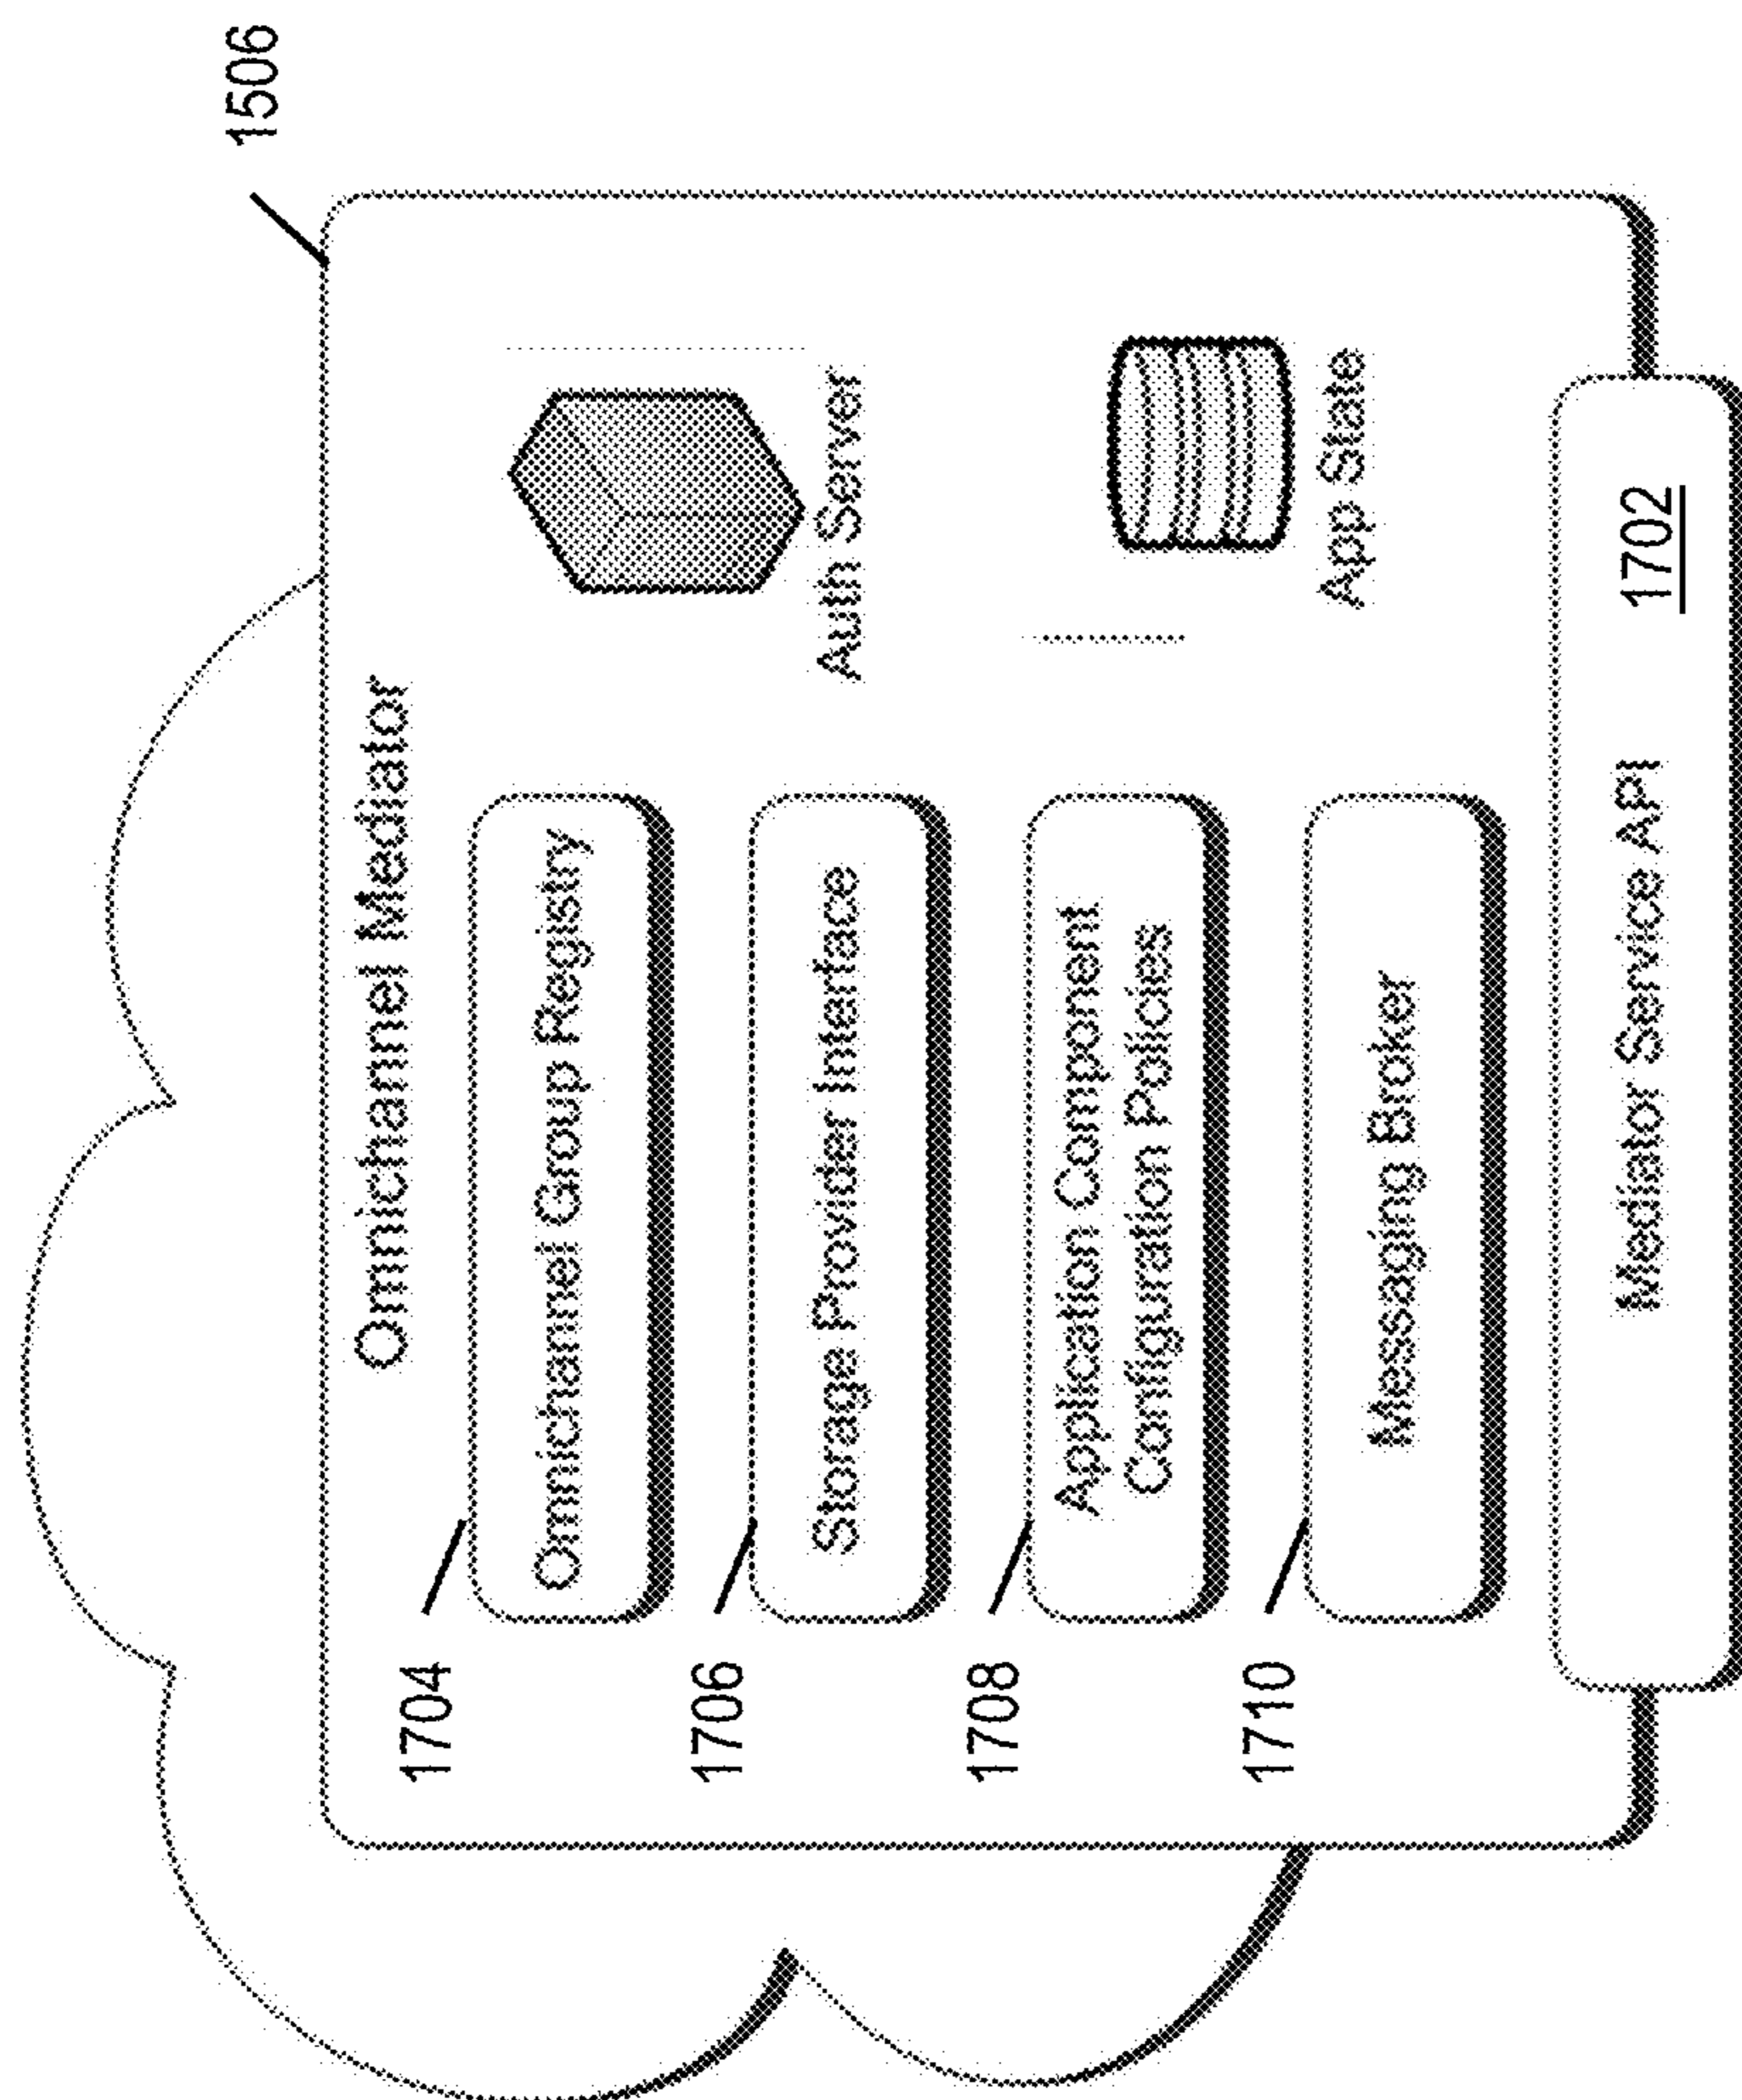 1506
Omnichannel Mediator
1704
Omnichannel Group Registry
1706
Storage Provider Interface
1708
Application Component
Configuration Policies
1710
Messaging Broker
Auth Server
App State
Mediator Service API 1702